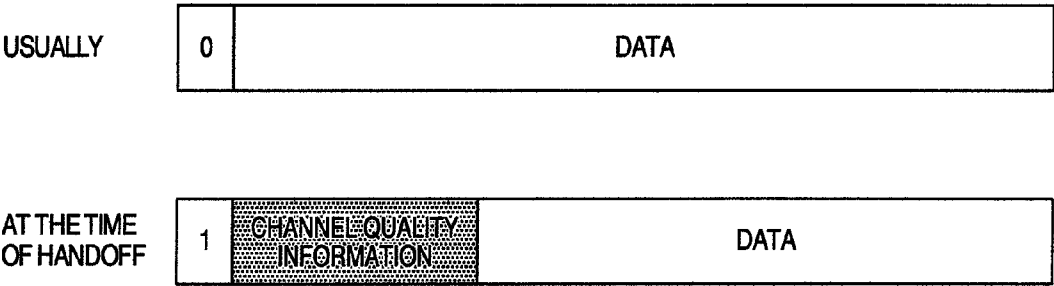 USUALLY 0 DATA
AT THE TIME
OF HANDOFF
1
CHANNEL QUALITY
INFORMATION
DATA